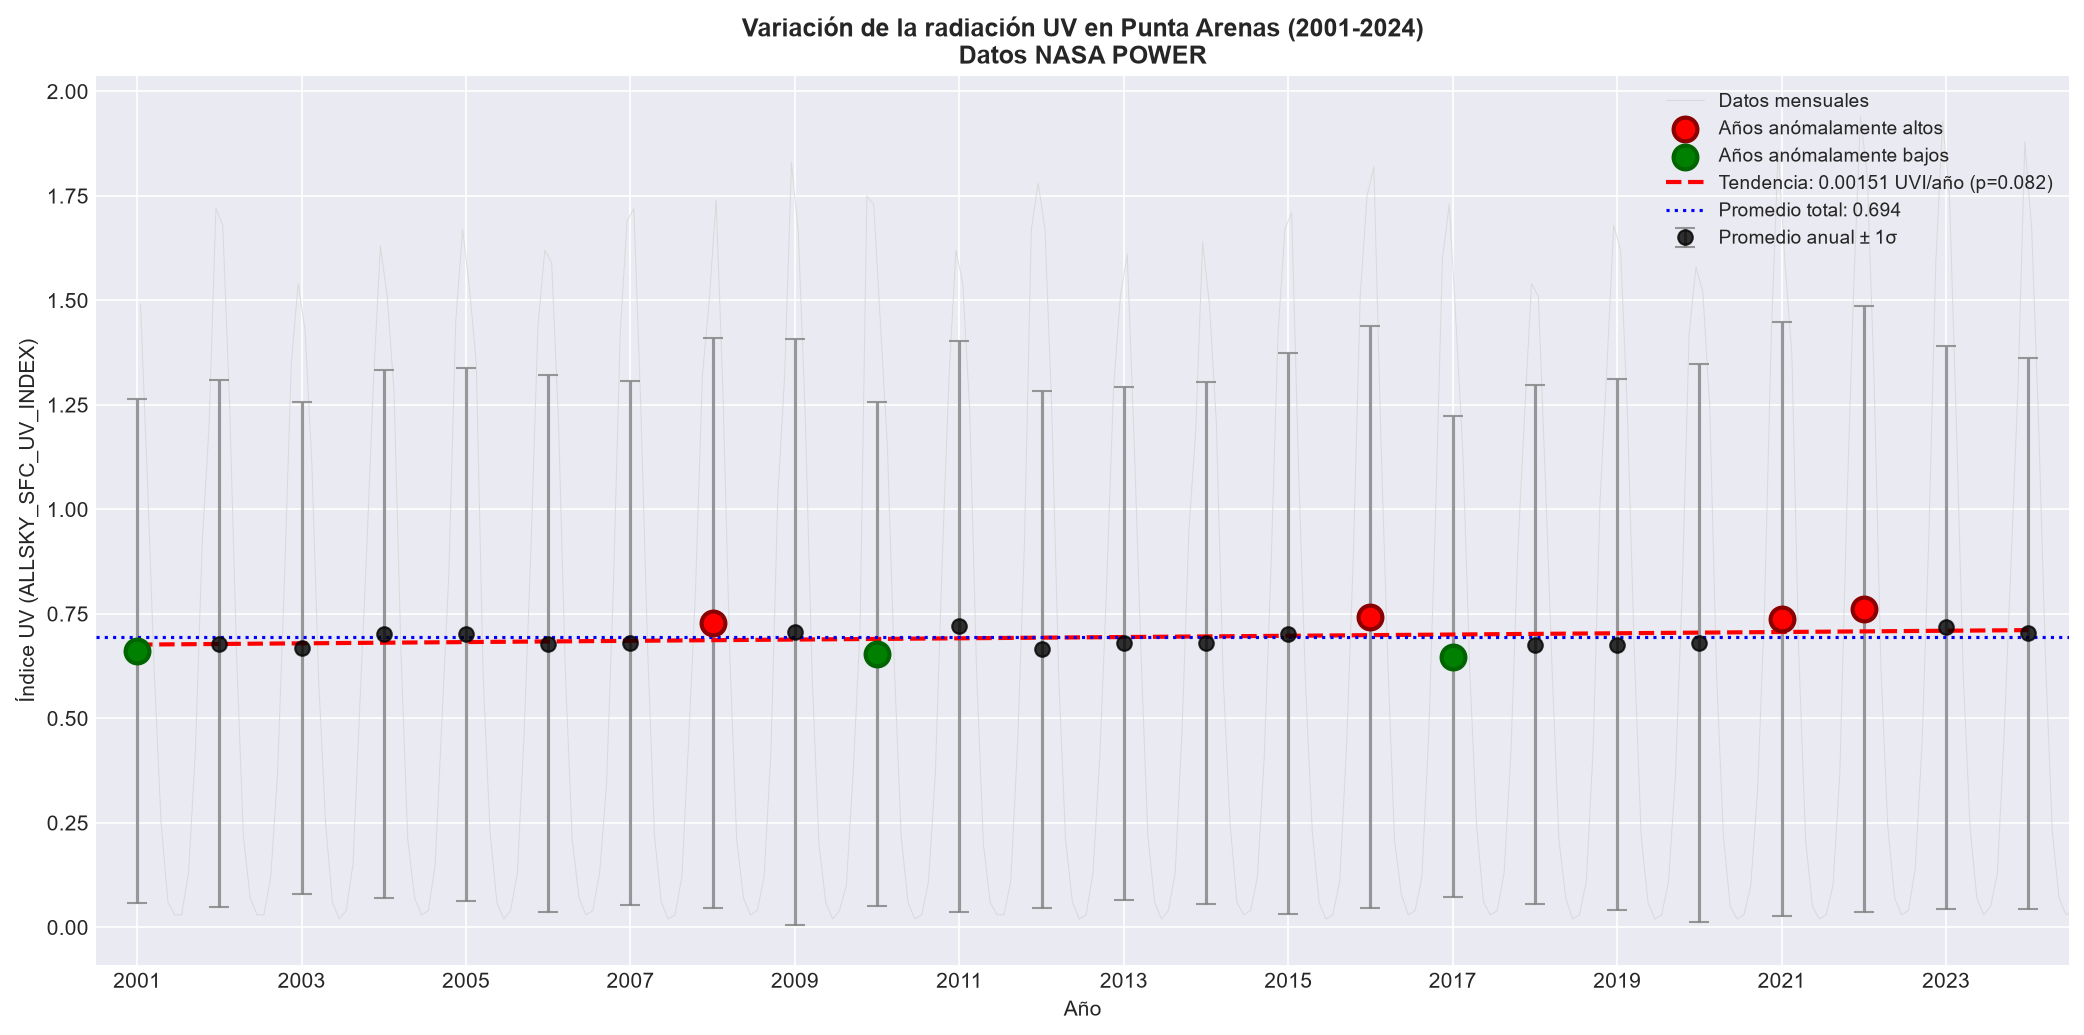 Variación de la radiación UV en Punta Arenas (2001-2024)
Datos NASA POWER
Índice UV (ALLSKY_SFC_UV_INDEX)
2.00
1.75
1.50
1.25
1.00
0.75
0.50
0.25
0.00
Datos mensuales
Años anómalamente altos
Años anómalamente bajos
Tendencia: 0.00151 UVI/año (p=0.082)
Promedio total: 0.694
Promedio anual ± 1σ
2001 2003 2005 2007 2009 2011 2013 2015 2017 2019 2021 2023
Año